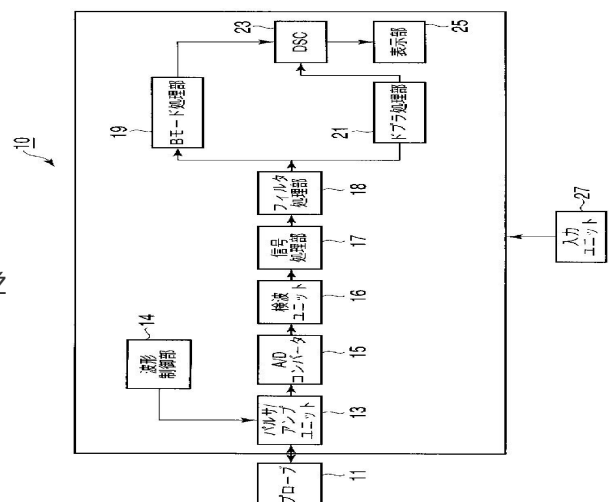 10
プローブ
11
パルサ/
アンプ
ユニット
13
波形
制御部
14
A/D
コンバータ
15
検波
ユニット
16
信号
処理部
17
フィルタ
処理部
18
Bモード処理部
19
ドプラ処理部
21
DSC
23
表示部
25
入力
ユニット
27